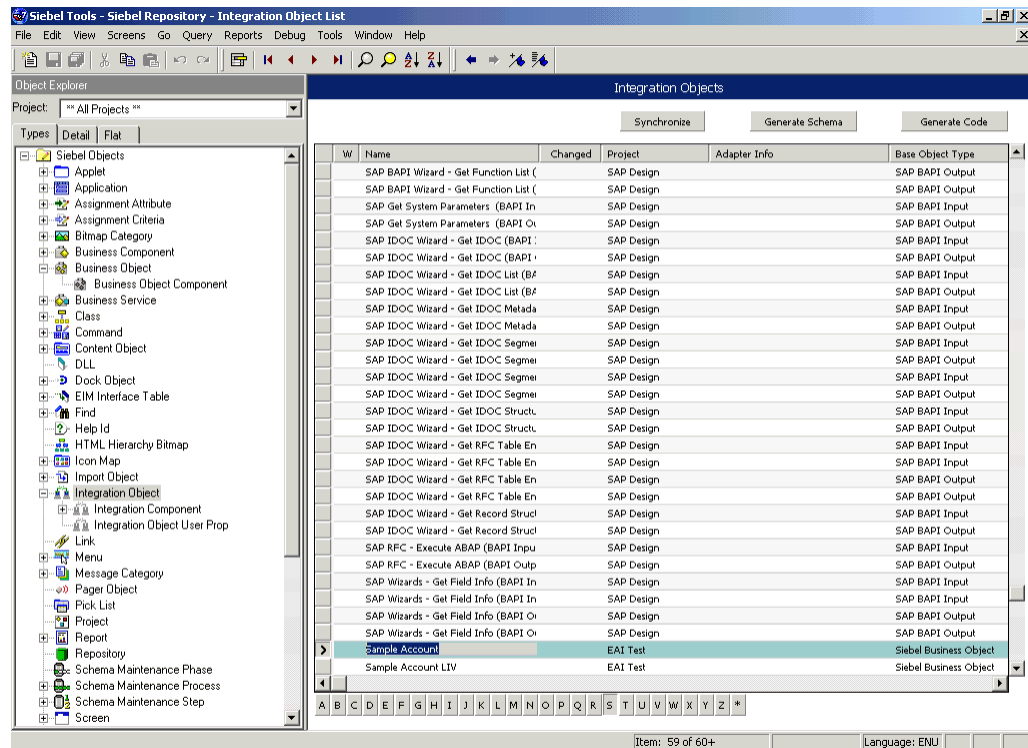 Siebel Tools - Siebel Repository - Integration Object List
File Edit View Screens Go Query Reports Debug Tools Window Help
Object Explorer
Integration Objects
Project: ** All Projects **
Synchronize Generate Schema Generate Code
Types Detail Flat
W Name Changed Project Adapter Info Base Object Type
Siebel Objects
Applet
Application
Assignment Attribute
Assignment Criteria
Bitmap Category
Business Component
Business Object
Business Object Component
Business Service
Class
Command
Content Object
DLL
Dock Object
EIM Interface Table
Find
Help Id
HTML Hierarchy Bitmap
Icon Map
Import Object
Integration Object
Integration Component
Integration Object User Prop
Link
Menu
Message Category
Pager Object
Pick List
Project
Report
Repository
Schema Maintenance Phase
Schema Maintenance Process
Schema Maintenance Step
Screen
SAP BAPI Wizard - Get Function List ( SAP Design SAP BAPI Output
SAP BAPI Wizard - Get Function List ( SAP Design SAP BAPI Output
SAP Get System Parameters (BAPI In SAP Design SAP BAPI Input
SAP Get System Parameters (BAPI Ou SAP Design SAP BAPI Output
SAP IDOC Wizard - Get IDOC (BAPI SAP Design SAP BAPI Input
SAP IDOC Wizard - Get IDOC (BAPI SAP Design SAP BAPI Output
SAP IDOC Wizard - Get IDOC List (BA SAP Design SAP BAPI Input
SAP IDOC Wizard - Get IDOC List (BA SAP Design SAP BAPI Output
SAP IDOC Wizard - Get IDOC Metada SAP Design SAP BAPI Input
SAP IDOC Wizard - Get IDOC Metada SAP Design SAP BAPI Output
SAP IDOC Wizard - Get IDOC Segmen SAP Design SAP BAPI Input
SAP IDOC Wizard - Get IDOC Segmen SAP Design SAP BAPI Output
SAP IDOC Wizard - Get IDOC Segmen SAP Design SAP BAPI Input
SAP IDOC Wizard - Get IDOC Segmen SAP Design SAP BAPI Output
SAP IDOC Wizard - Get IDOC Structu SAP Design SAP BAPI Input
SAP IDOC Wizard - Get IDOC Structu SAP Design SAP BAPI Output
SAP IDOC Wizard - Get RFC Table En SAP Design SAP BAPI Input
SAP IDOC Wizard - Get RFC Table En SAP Design SAP BAPI Input
SAP IDOC Wizard - Get RFC Table En SAP Design SAP BAPI Output
SAP IDOC Wizard - Get RFC Table En SAP Design SAP BAPI Output
SAP IDOC Wizard - Get Record Struct SAP Design SAP BAPI Input
SAP IDOC Wizard - Get Record Struct SAP Design SAP BAPI Output
SAP RFC - Execute ABAP (BAPI Inpu SAP Design SAP BAPI Input
SAP RFC - Execute ABAP (BAPI Outp SAP Design SAP BAPI Output
SAP Wizards - Get Field Info (BAPI In SAP Design SAP BAPI Input
SAP Wizards - Get Field Info (BAPI In SAP Design SAP BAPI Input
SAP Wizards - Get Field Info (BAPI Ou SAP Design SAP BAPI Output
SAP Wizards - Get Field Info (BAPI Ou SAP Design SAP BAPI Output
Sample Account EAI Test Siebel Business Object
Sample Account LIV EAI Test Siebel Business Object
A B C D E F G H I J K L M N O P Q R S T U V W X Y Z *
Item: 59 of 60+ Language: ENU